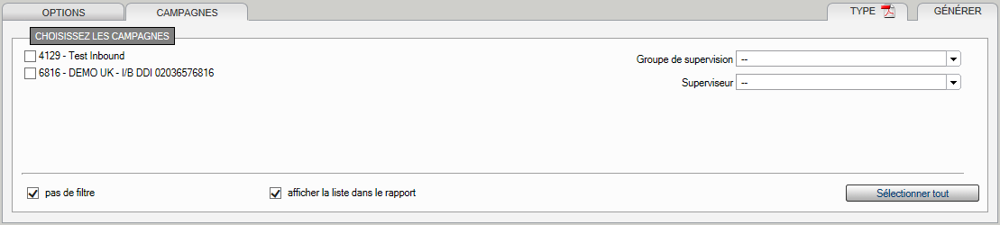 OPTIONS
CAMPAGNES
TYPE
GÉNÉRER
CHOISISSEZ LES CAMPAGNES
4129 - Test Inbound
6816 - DEMO UK - I/B DDI 02036576816
Groupe de supervision --
Superviseur --
pas de filtre
afficher la liste dans le rapport
Sélectionner tout